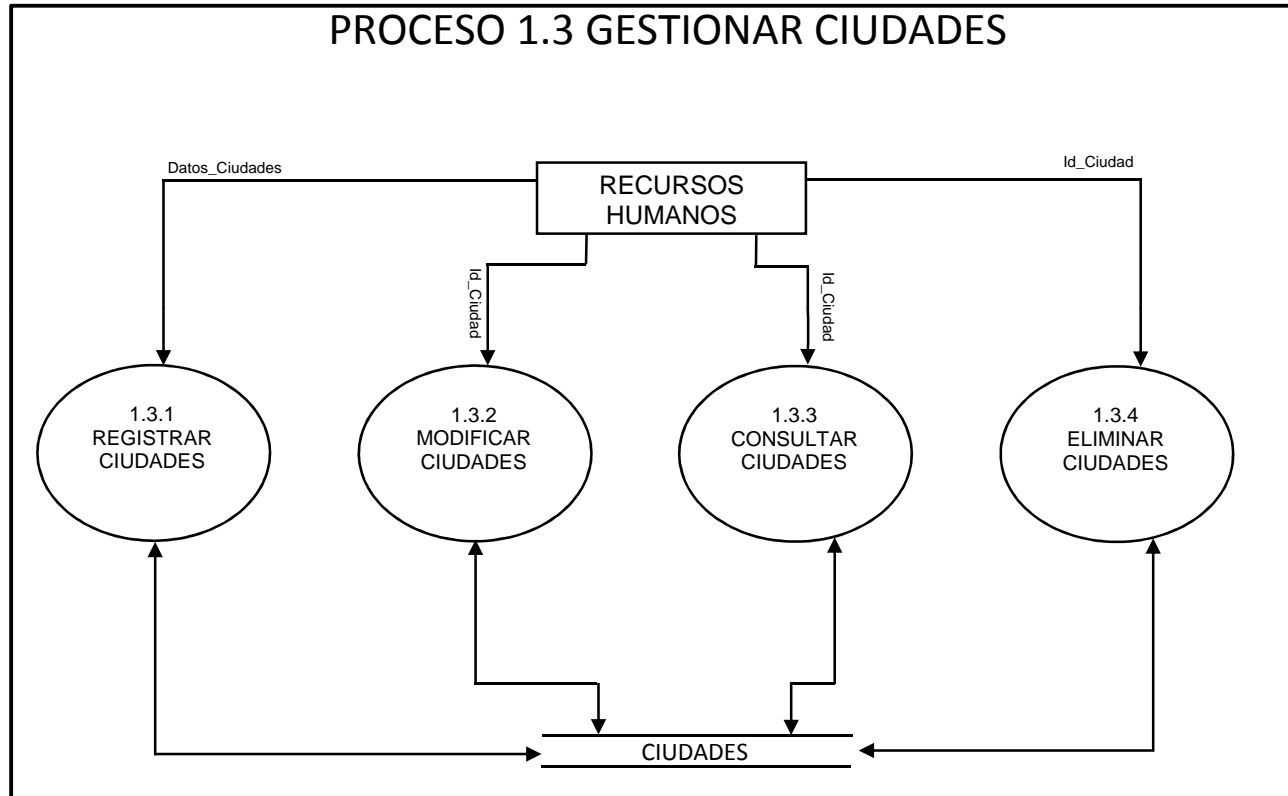 PROCESO 1.3 GESTIONAR CIUDADES
Datos_Ciudades
Id_Ciudad
RECURSOS
HUMANOS
Id_Ciudad
Id_Ciudad
1.3.1
REGISTRAR
CIUDADES
1.3.2
MODIFICAR
CIUDADES
1.3.3
CONSULTAR
CIUDADES
1.3.4
ELIMINAR
CIUDADES
CIUDADES